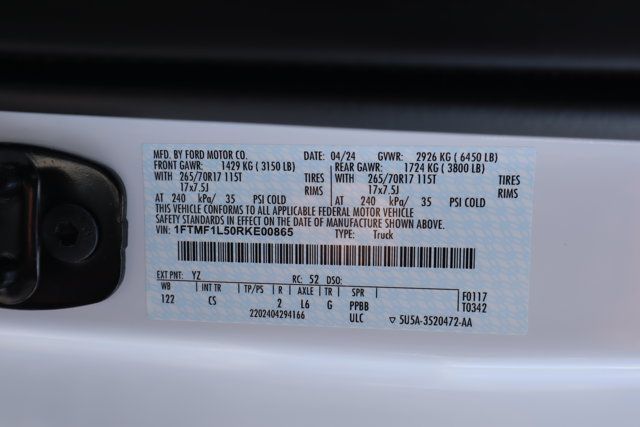 MFD. BY FORD MOTOR CO. DATE: 04/24 GVWR: 2926 KG ( 6450 LB)
FRONT GAWR: 1429 KG ( 3150 LB) REAR GAWR: 1724 KG ( 3800 LB)
WITH 265/70R17 115T TIRES WITH 265/70R17 115T TIRES
17x7.5J RIMS 17x7.5J RIMS
AT 240 kPa/ 35 PSI COLD AT 240 kPa/ 35 PSI COLD
THIS VEHICLE CONFORMS TO ALL APPLICABLE FEDERAL MOTOR VEHICLE
SAFETY STANDARDS IN EFFECT ON THE DATE OF MANUFACTURE SHOWN ABOVE.
VIN: 1FTMF1L50RKE00865 TYPE: Truck
EXT PNT: YZ RC: 52 DSO:
WB INT TR TP/PS R AXLE TR SPR F0117
122 CS 2 L6 G PPBB T0342
2202404294166 ULC ▽ 5U5A-3520472-AA